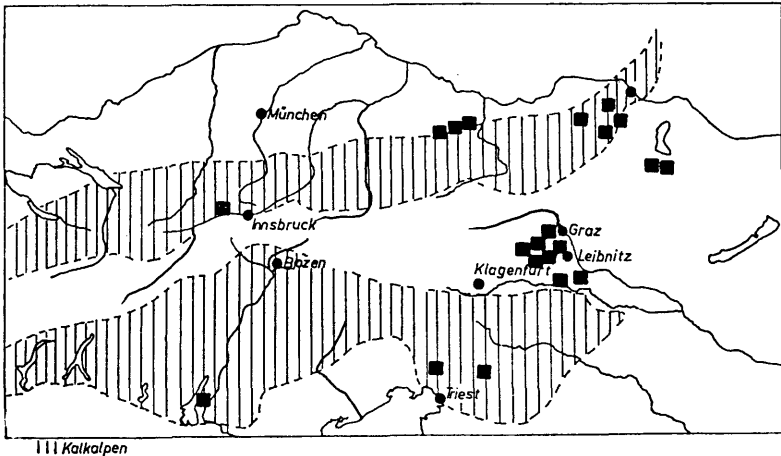 München
Innsbruck
Graz
Leibnitz
Bozen
Klagenfurt
Triest
Kalkalpen